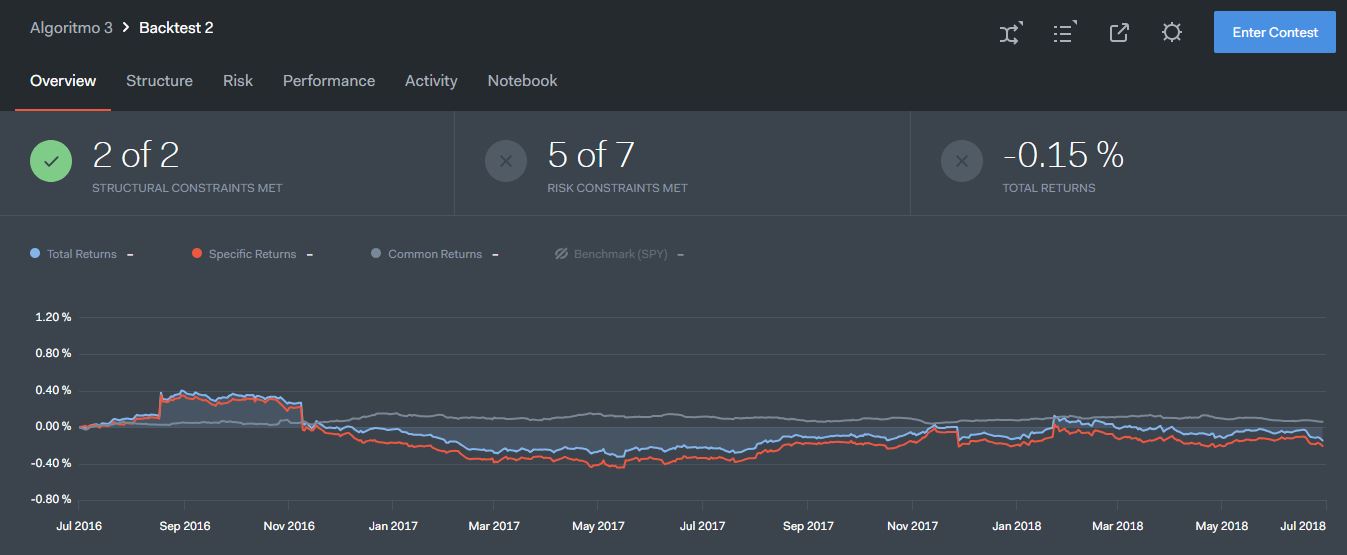 Algoritmo 3 > Backtest 2
Enter Contest
Overview Structure Risk Performance Activity Notebook
2 of 2 5 of 7 -0.15 %
STRUCTURAL CONSTRAINTS MET RISK CONSTRAINTS MET TOTAL RETURNS
Total Returns – Specific Returns – Common Returns – Benchmark (SPY) –
1.20 %
0.80 %
0.40 %
0.00 %
-0.40 %
-0.80 %
Jul 2016 Sep 2016 Nov 2016 Jan 2017 Mar 2017 May 2017 Jul 2017 Sep 2017 Nov 2017 Jan 2018 Mar 2018 May 2018 Jul 2018